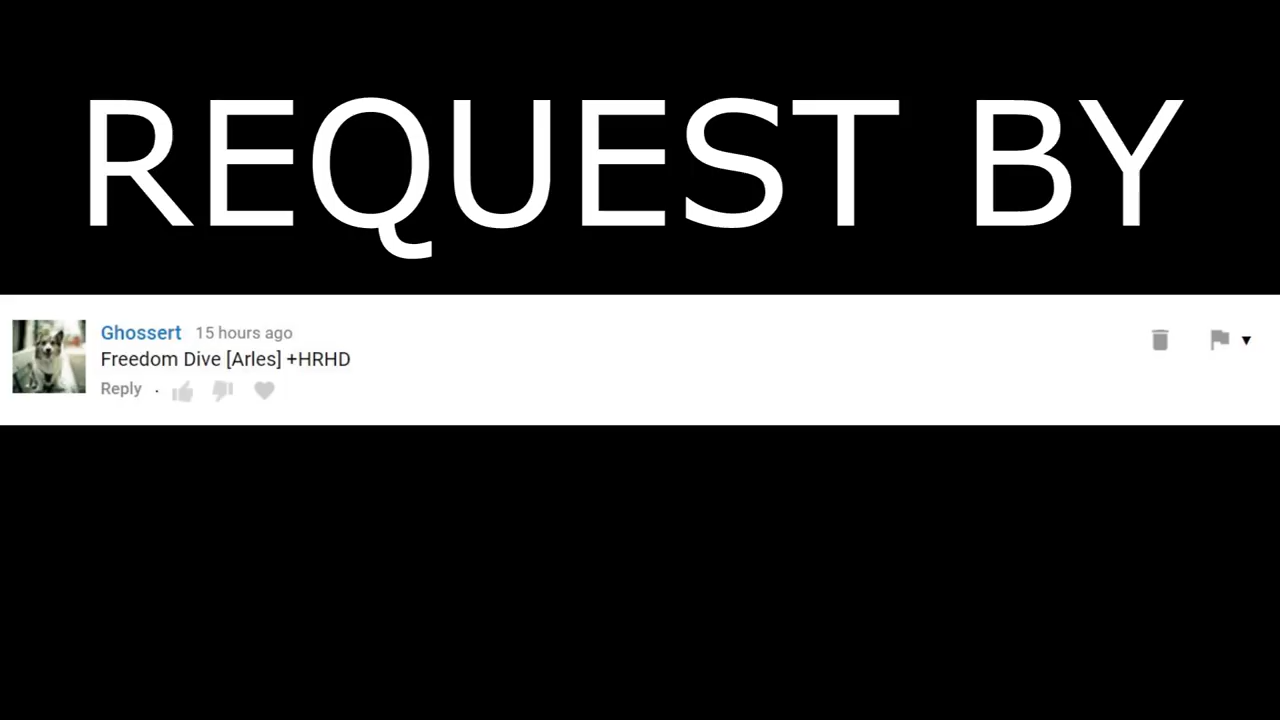 REQUEST BY
Ghossert 15 hours ago
Freedom Dive [Arles] +HRHD
Reply ·